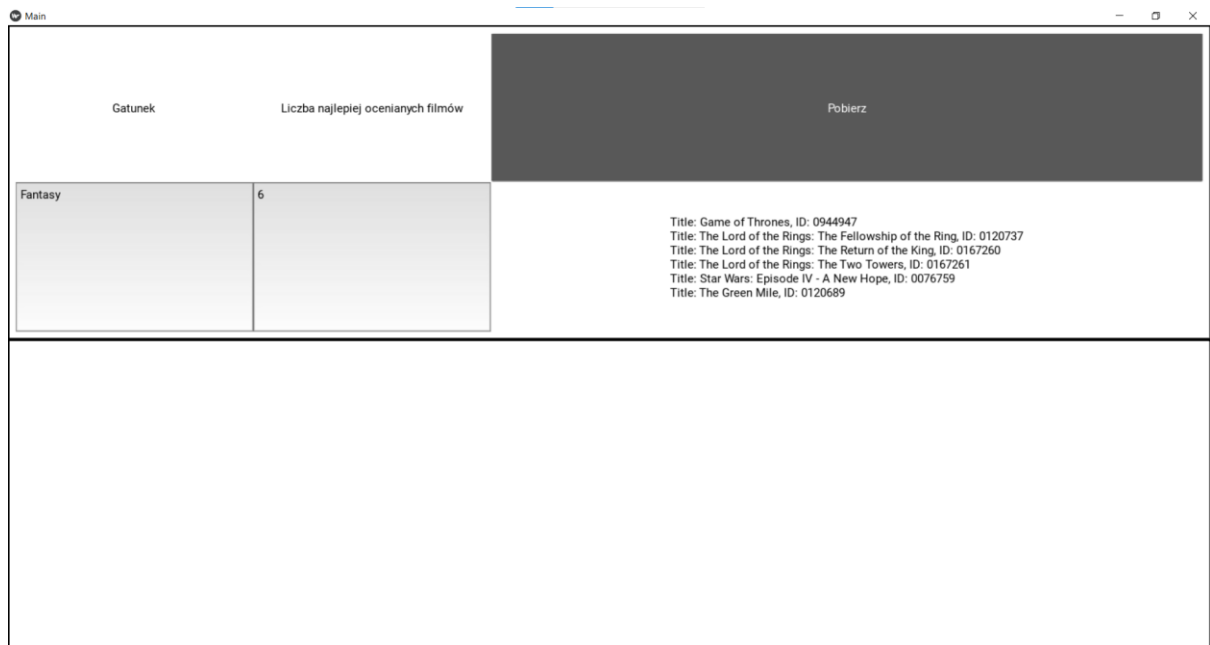 Main
Gatunek
Liczba najlepiej ocenianych filmów
Pobierz
Fantasy
6
Title: Game of Thrones, ID: 0944947
Title: The Lord of the Rings: The Fellowship of the Ring, ID: 0120737
Title: The Lord of the Rings: The Return of the King, ID: 0167260
Title: The Lord of the Rings: The Two Towers, ID: 0167261
Title: Star Wars: Episode IV - A New Hope, ID: 0076759
Title: The Green Mile, ID: 0120689